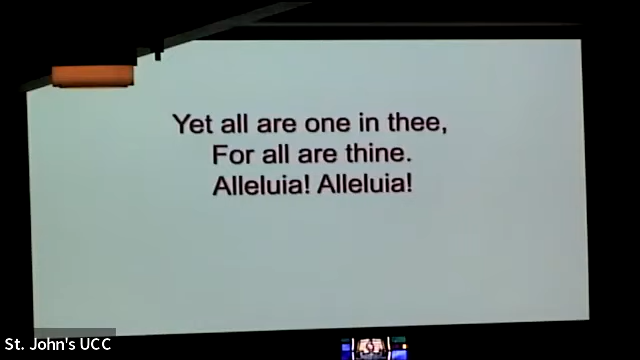 Yet all are one in thee,
For all are thine.
Alleluia! Alleluia!
St. John's UCC